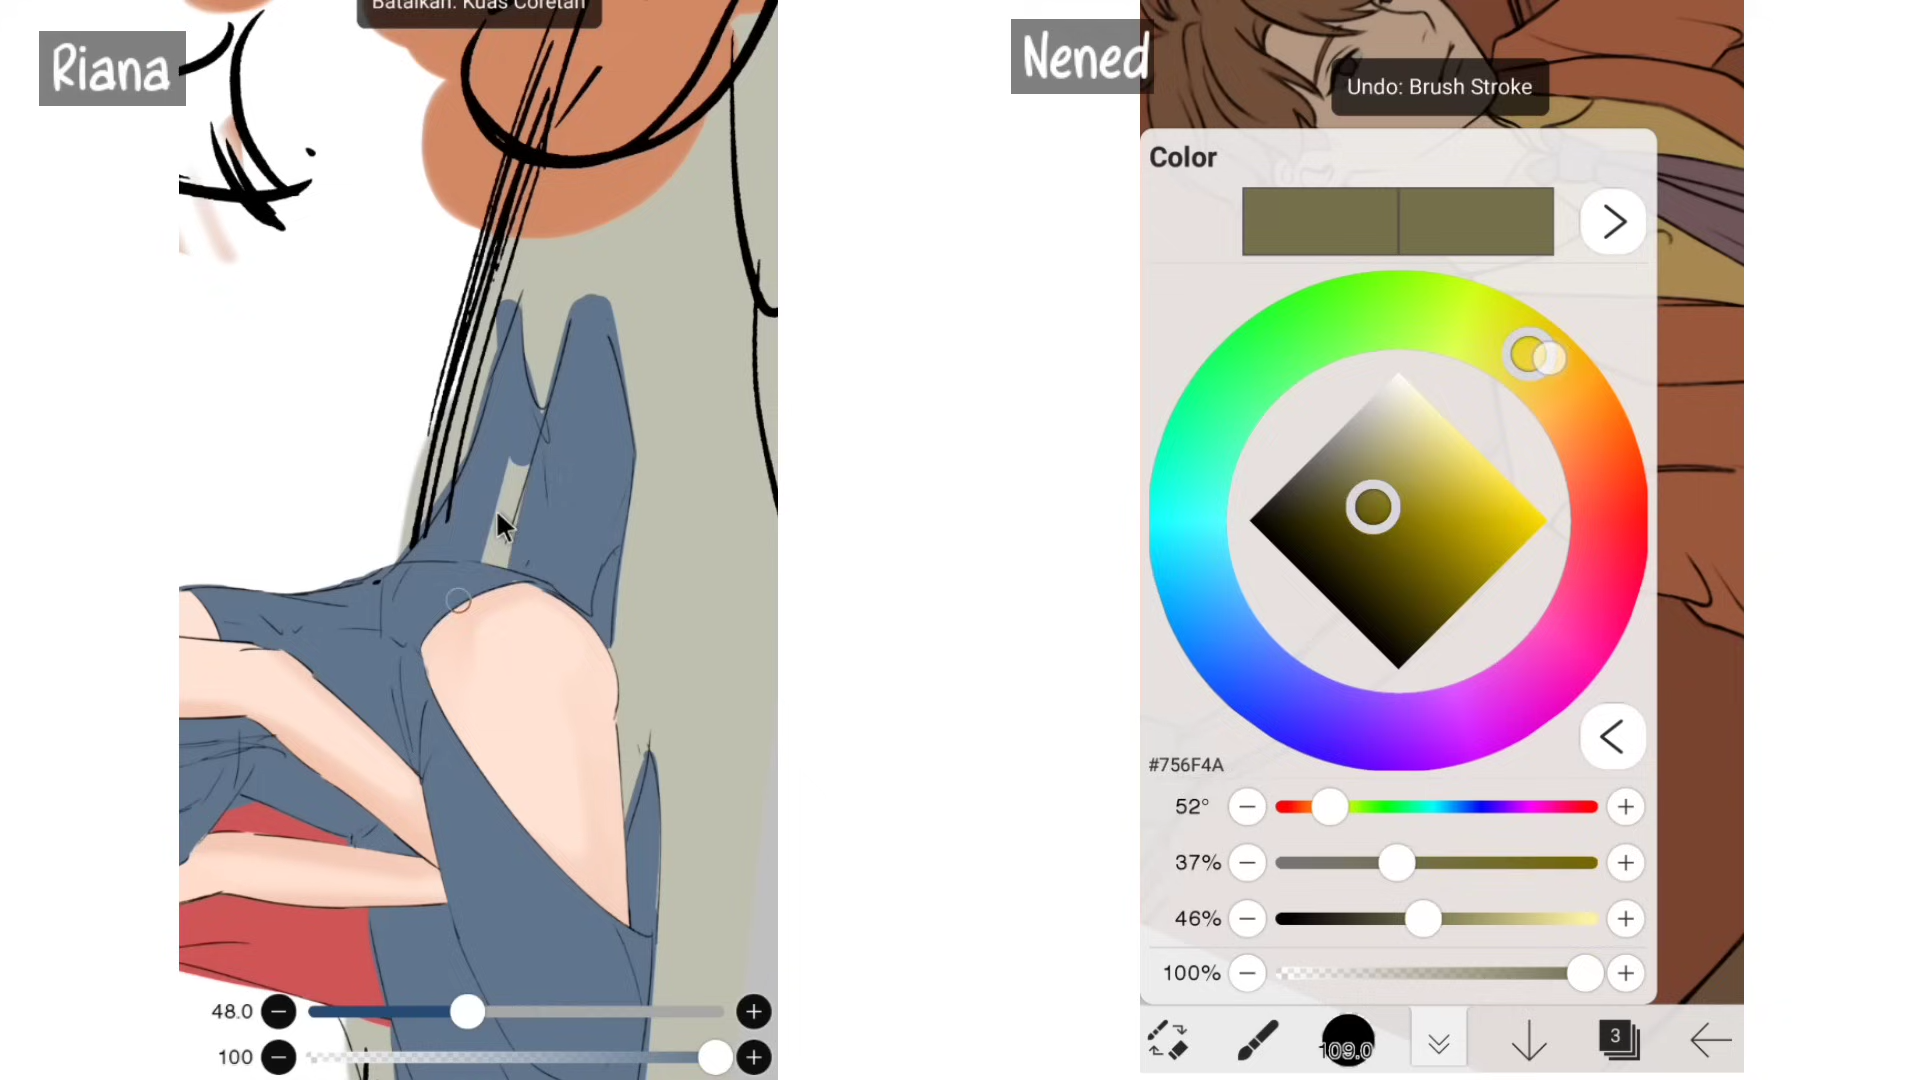 Batalkan: Kuas Coretan
Riana
48.0
100
Nened
Undo: Brush Stroke
Color
#756F4A
52°
37%
46%
100%
109.0
3